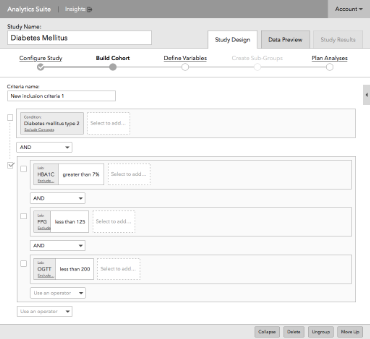 Analytics Suite Insights Account
Study Name:
Diabetes Mellitus
Study Design Data Preview Study Results
Configure Study Build Cohort Define Variables Create Sub-Groups Plan Analyses
Criteria name:
New inclusion criteria 1
Condition
Diabetes mellitus type 2 Select to add...
Exclude Concepts
AND
Lab
HBA1C greater than 7% Select to add...
Exclude...
AND
Lab
FPG less than 125 Select to add...
Exclude
AND
Lab
OGTT less than 200 Select to add...
Exclude...
Use an operator
Use an operator
Collapse Delete Ungroup Move Up